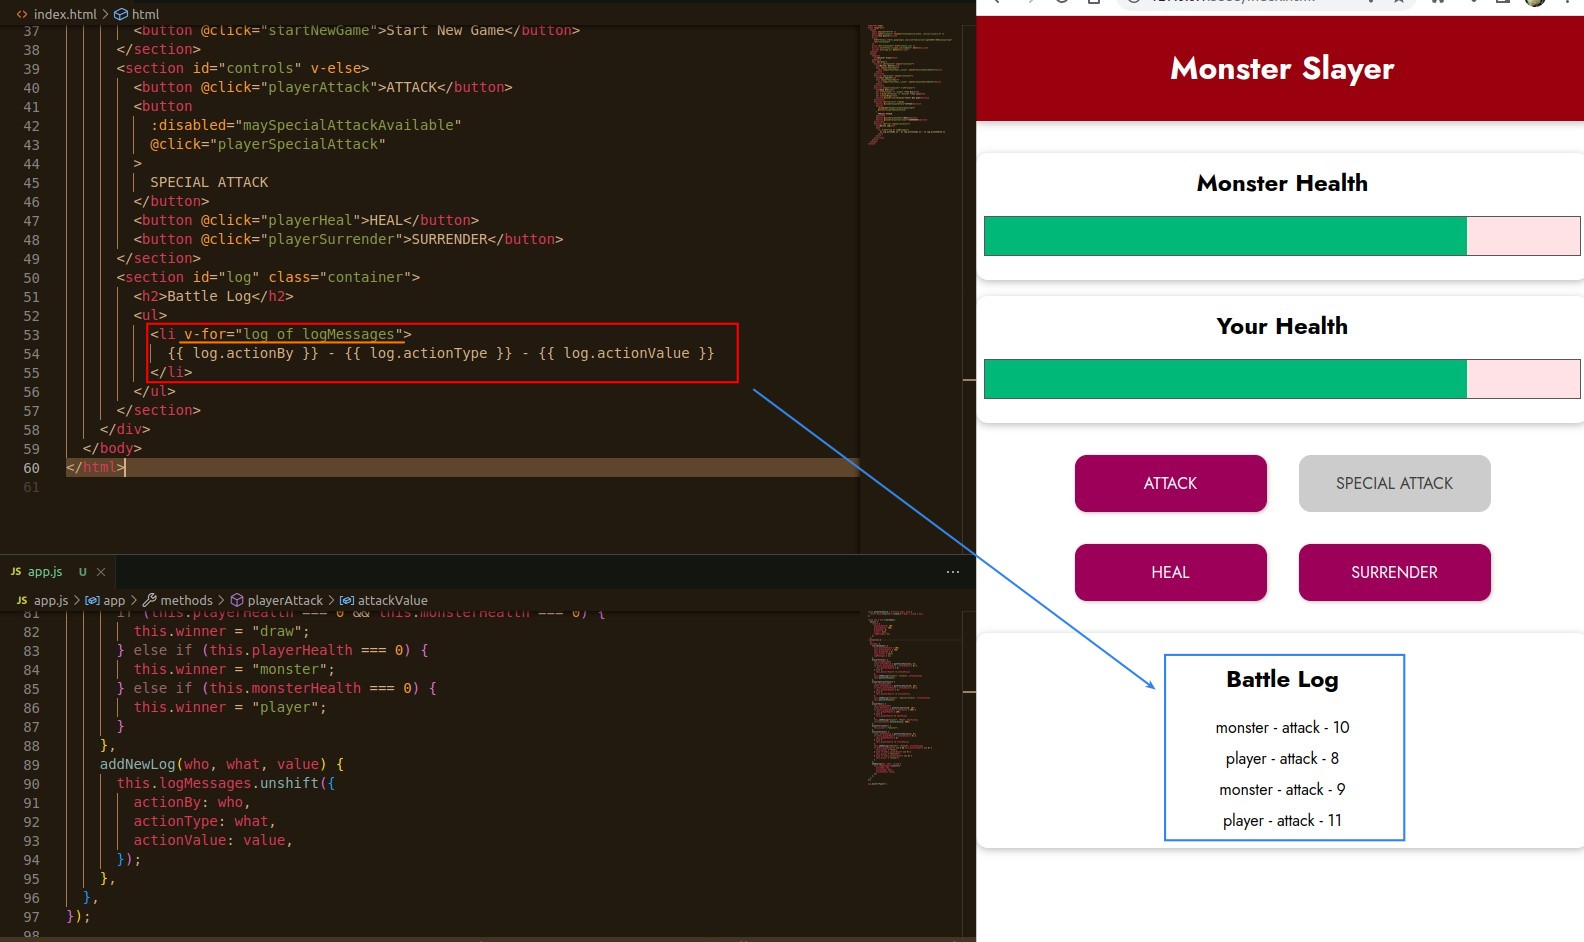 index.html > html
37 <button @click="startNewGame">Start New Game</button>
38 </section>
39 <section id="controls" v-else>
40 <button @click="playerAttack">ATTACK</button>
41 <button
42 :disabled="maySpecialAttackAvailable"
43 @click="playerSpecialAttack"
44 >
45 SPECIAL ATTACK
46 </button>
47 <button @click="playerHeal">HEAL</button>
48 <button @click="playerSurrender">SURRENDER</button>
49 </section>
50 <section id="log" class="container">
51 <h2>Battle Log</h2>
52 <ul>
53 <li v-for="log of logMessages">
54 {{ log.actionBy }} - {{ log.actionType }} - {{ log.actionValue }}
55 </li>
56 </ul>
57 </section>
58 </div>
59 </body>
60 </html>
61
JS app.js U ×
JS app.js > app > methods > playerAttack > attackValue
81 if (this.playerHealth === 0 && this.monsterHealth === 0) {
82 this.winner = "draw";
83 } else if (this.playerHealth === 0) {
84 this.winner = "monster";
85 } else if (this.monsterHealth === 0) {
86 this.winner = "player";
87 }
88 },
89 addNewLog(who, what, value) {
90 this.logMessages.unshift({
91 actionBy: who,
92 actionType: what,
93 actionValue: value,
94 });
95 },
96 },
97 });
98
Monster Slayer
Monster Health
Your Health
ATTACK
SPECIAL ATTACK
HEAL
SURRENDER
Battle Log
monster - attack - 10
player - attack - 8
monster - attack - 9
player - attack - 11